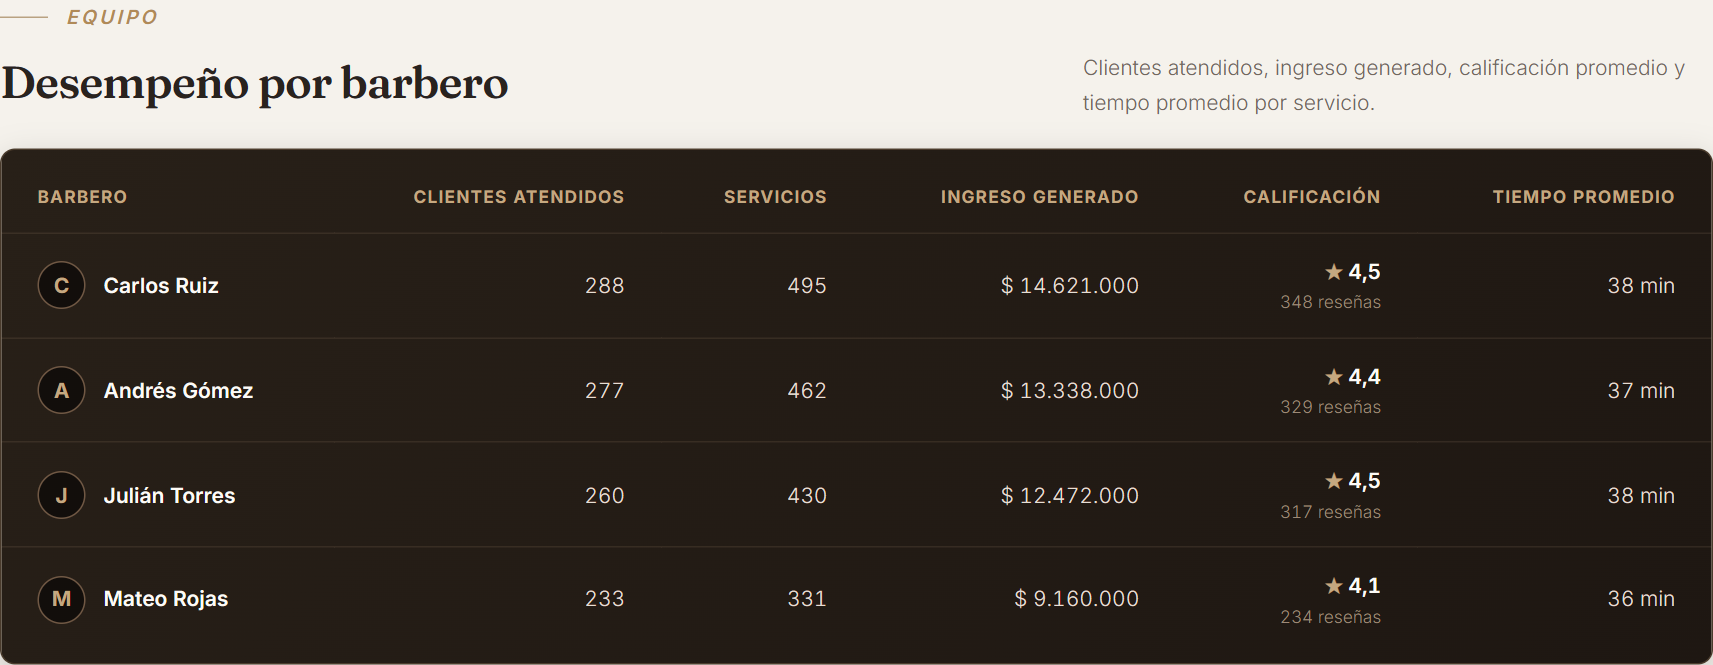 EQUIPO
Desempeño por barbero
Clientes atendidos, ingreso generado, calificación promedio y
tiempo promedio por servicio.
BARBERO CLIENTES ATENDIDOS SERVICIOS INGRESO GENERADO CALIFICACIÓN TIEMPO PROMEDIO
C Carlos Ruiz 288 495 $ 14.621.000 ★ 4,5 38 min
348 reseñas
A Andrés Gómez 277 462 $ 13.338.000 ★ 4,4 37 min
329 reseñas
J Julián Torres 260 430 $ 12.472.000 ★ 4,5 38 min
317 reseñas
M Mateo Rojas 233 331 $ 9.160.000 ★ 4,1 36 min
234 reseñas